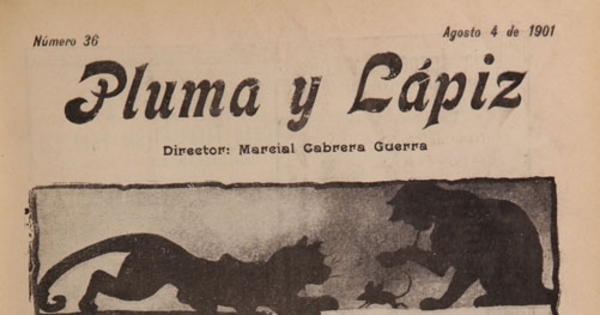 Número 36
Agosto 4 de 1901
Pluma y Lápiz
Director: Marcial Cabrera Guerra